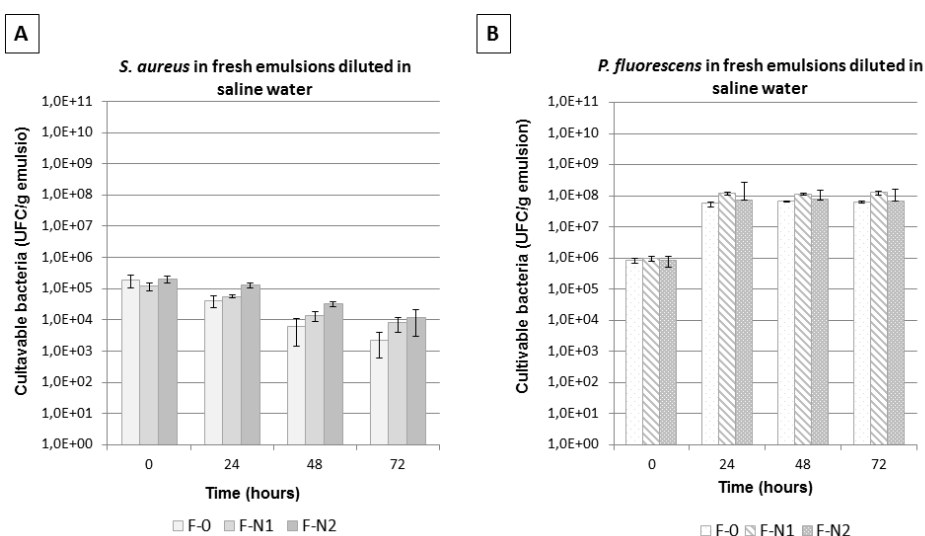 A
S. aureus in fresh emulsions diluted in
saline water
Cultavable bacteria (UFC/g emulsio)
1,0E+11
1,0E+10
1,0E+09
1,0E+08
1,0E+07
1,0E+06
1,0E+05
1,0E+04
1,0E+03
1,0E+02
1,0E+01
1,0E+00
0 24 48 72
Time (hours)
F-0 F-N1 F-N2
B
P. fluorescens in fresh emulsions diluted in
saline water
Cultivable bacteria (UFC/g emulsion)
1,0E+11
1,0E+10
1,0E+09
1,0E+08
1,0E+07
1,0E+06
1,0E+05
1,0E+04
1,0E+03
1,0E+02
1,0E+01
1,0E+00
0 24 48 72
Time (hours)
F-0 F-N1 F-N2